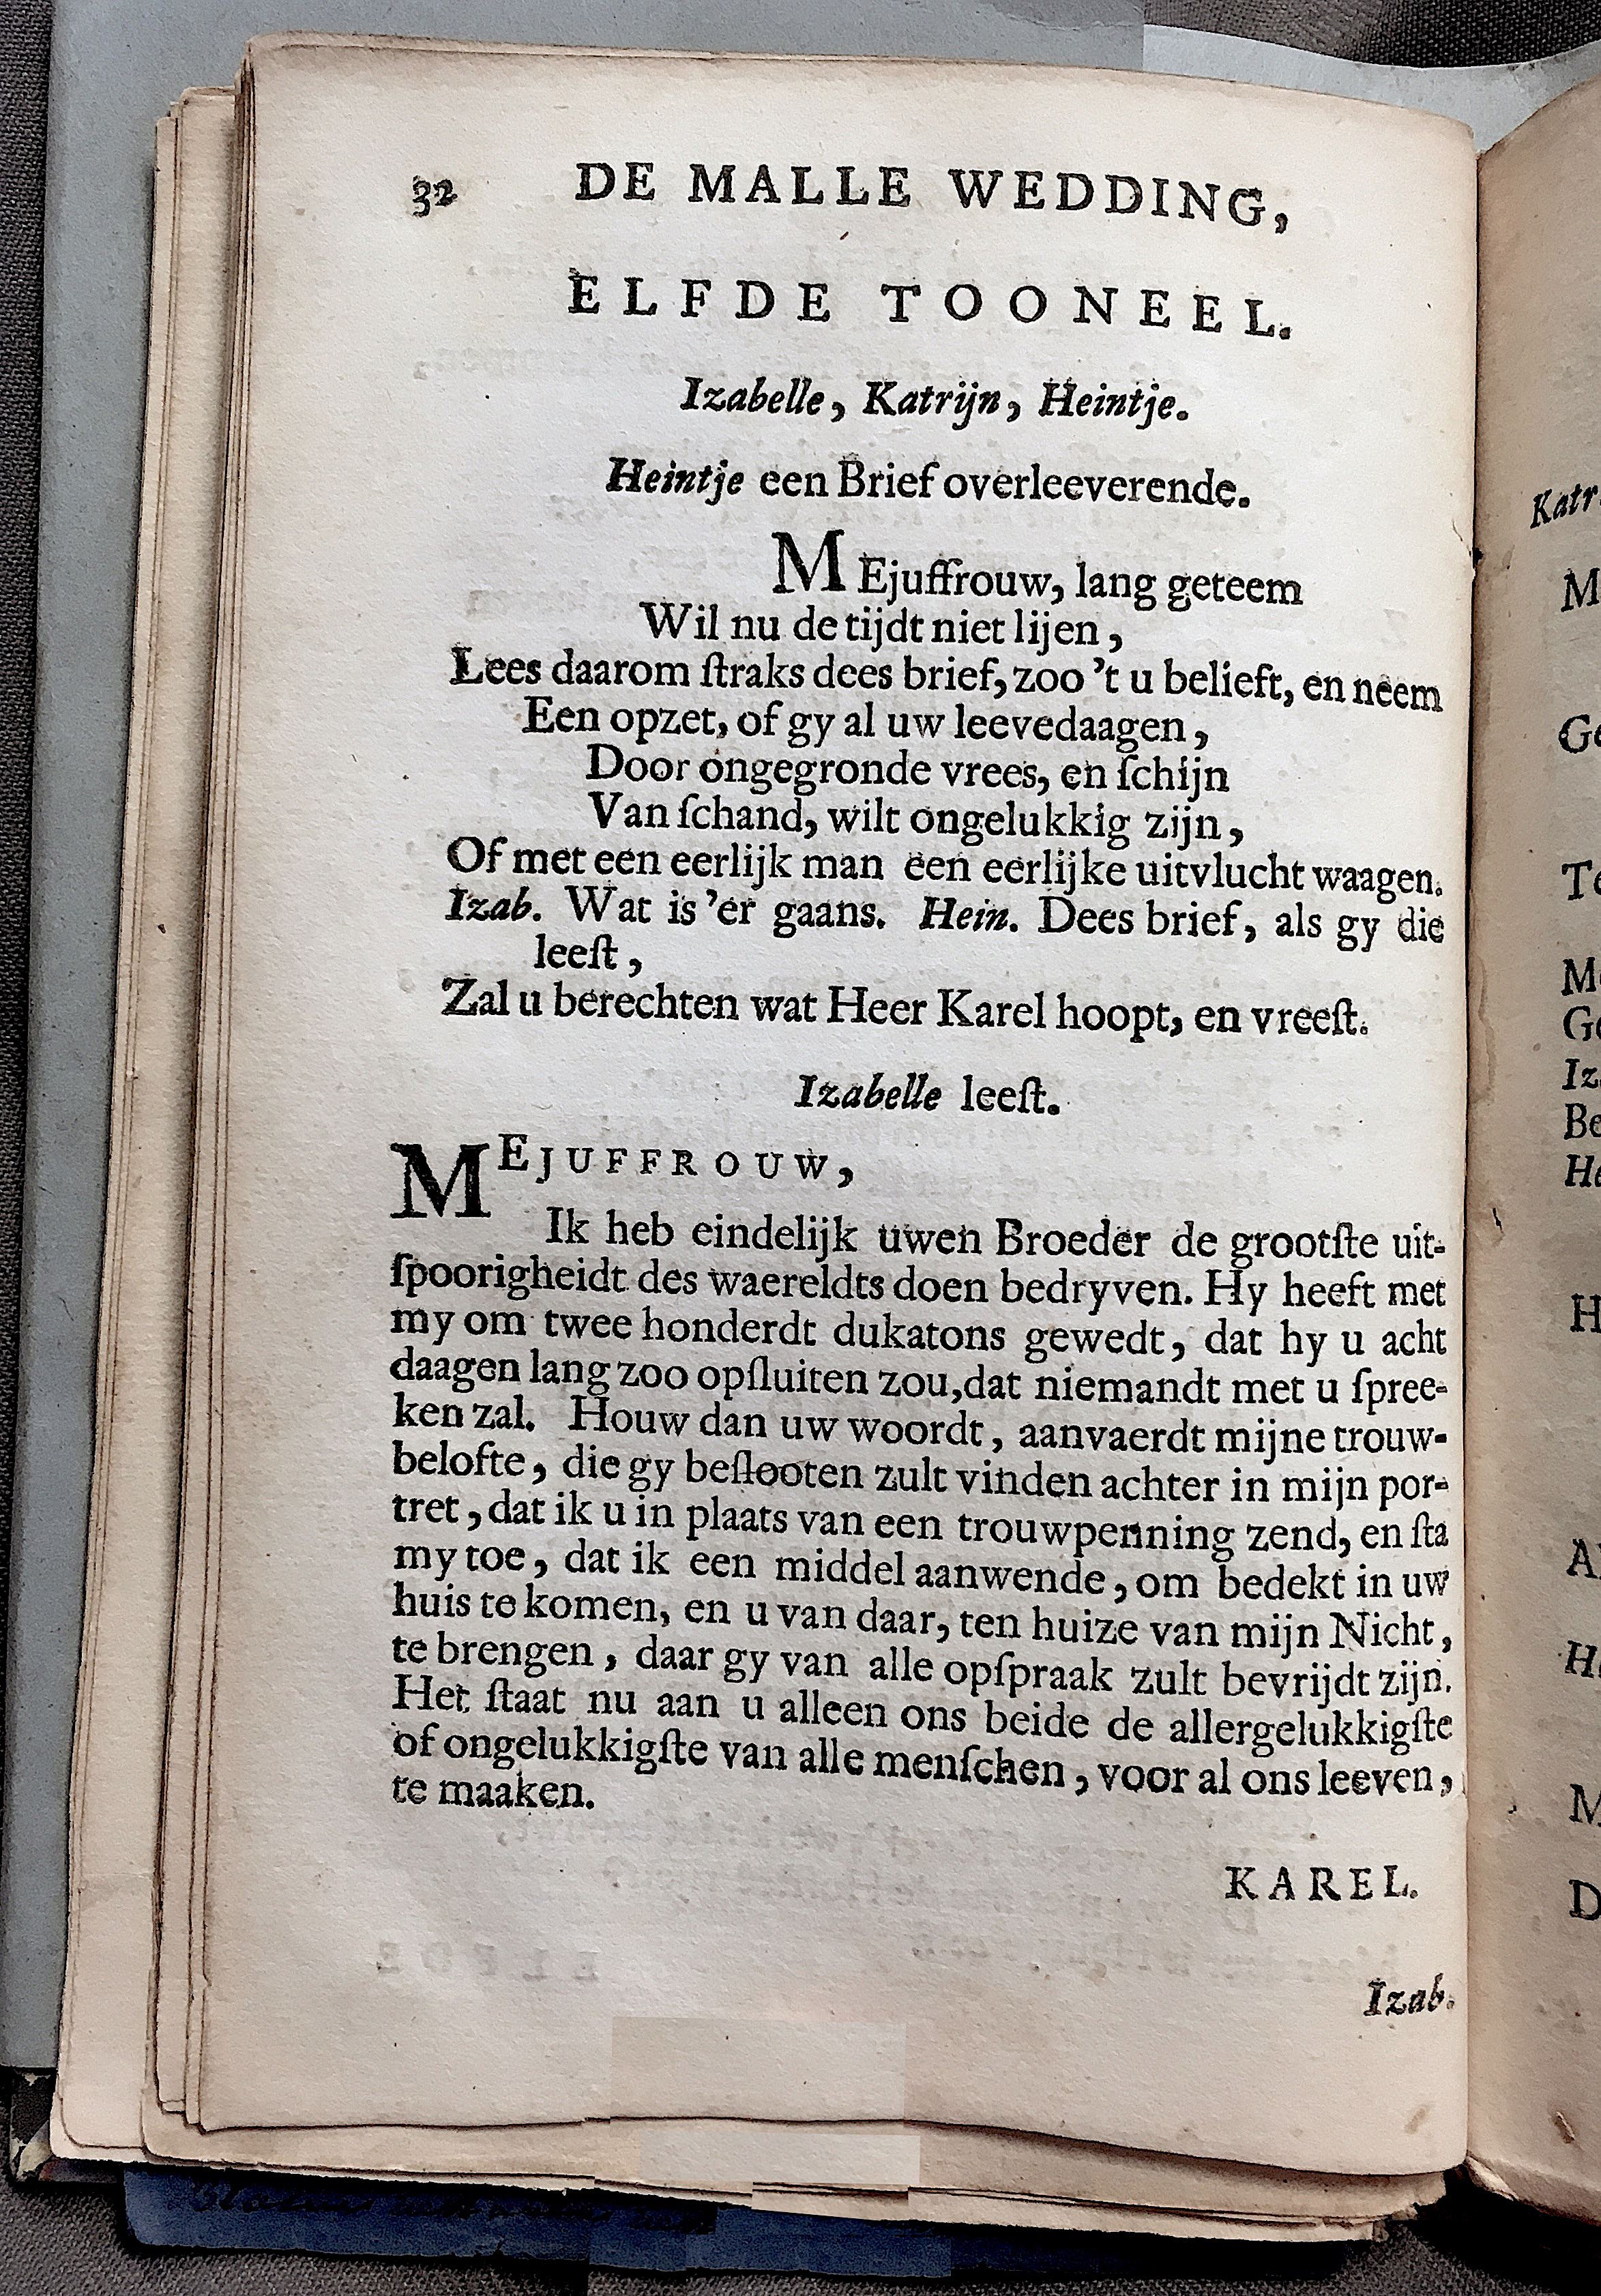 32 DE MALLE WEDDING,
ELFDE TOONEEL.
Izabelle, Katrijn, Heintje.
Heintje een Brief overleeverende.
MEjuffrouw, lang geteem
Wil nu de tijdt niet lijen,
Lees daarom ſtraks dees brief, zoo 't u belieft, en neem
Een opzet, of gy al uw leevedaagen,
Door ongegronde vrees, en ſchijn
Van ſchand, wilt ongelukkig zijn,
Of met een eerlijk man een eerlijke uitvlucht waagen.
Izab. Wat is 'er gaans. Hein. Dees brief, als gy die
leeſt,
Zal u berechten wat Heer Karel hoopt, en vreeſt.
Izabelle leeſt.
MEJUFFROUW,
Ik heb eindelijk uwen Broeder de grootſte uit-
ſpoorigheidt des waereldts doen bedryven. Hy heeft met
my om twee honderdt dukatons gewedt, dat hy u acht
daagen lang zoo opſluiten zou, dat niemandt met u ſpree-
ken zal. Houw dan uw woordt, aanvaerdt mijne trouw-
belofte, die gy beſlooten zult vinden achter in mijn por-
tret, dat ik u in plaats van een trouwpenning zend, en ſta
my toe, dat ik een middel aanwende, om bedekt in uw
huis te komen, en u van daar, ten huize van mijn Nicht,
te brengen, daar gy van alle opſpraak zult bevrijdt zijn.
Het ſtaat nu aan u alleen ons beide de allergelukkigſte
of ongelukkigſte van alle menſchen, voor al ons leeven,
te maaken.
KAREL.
Izab.
Katr
M
Ge
Te
Me
Ge
Iz
Be
He
H
A
H
M
D